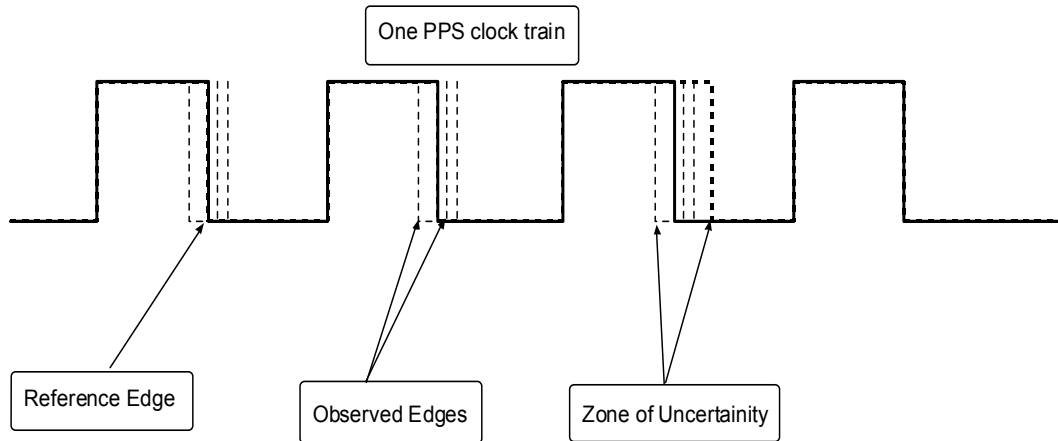 One PPS clock train
Reference Edge
Observed Edges
Zone of Uncertainity